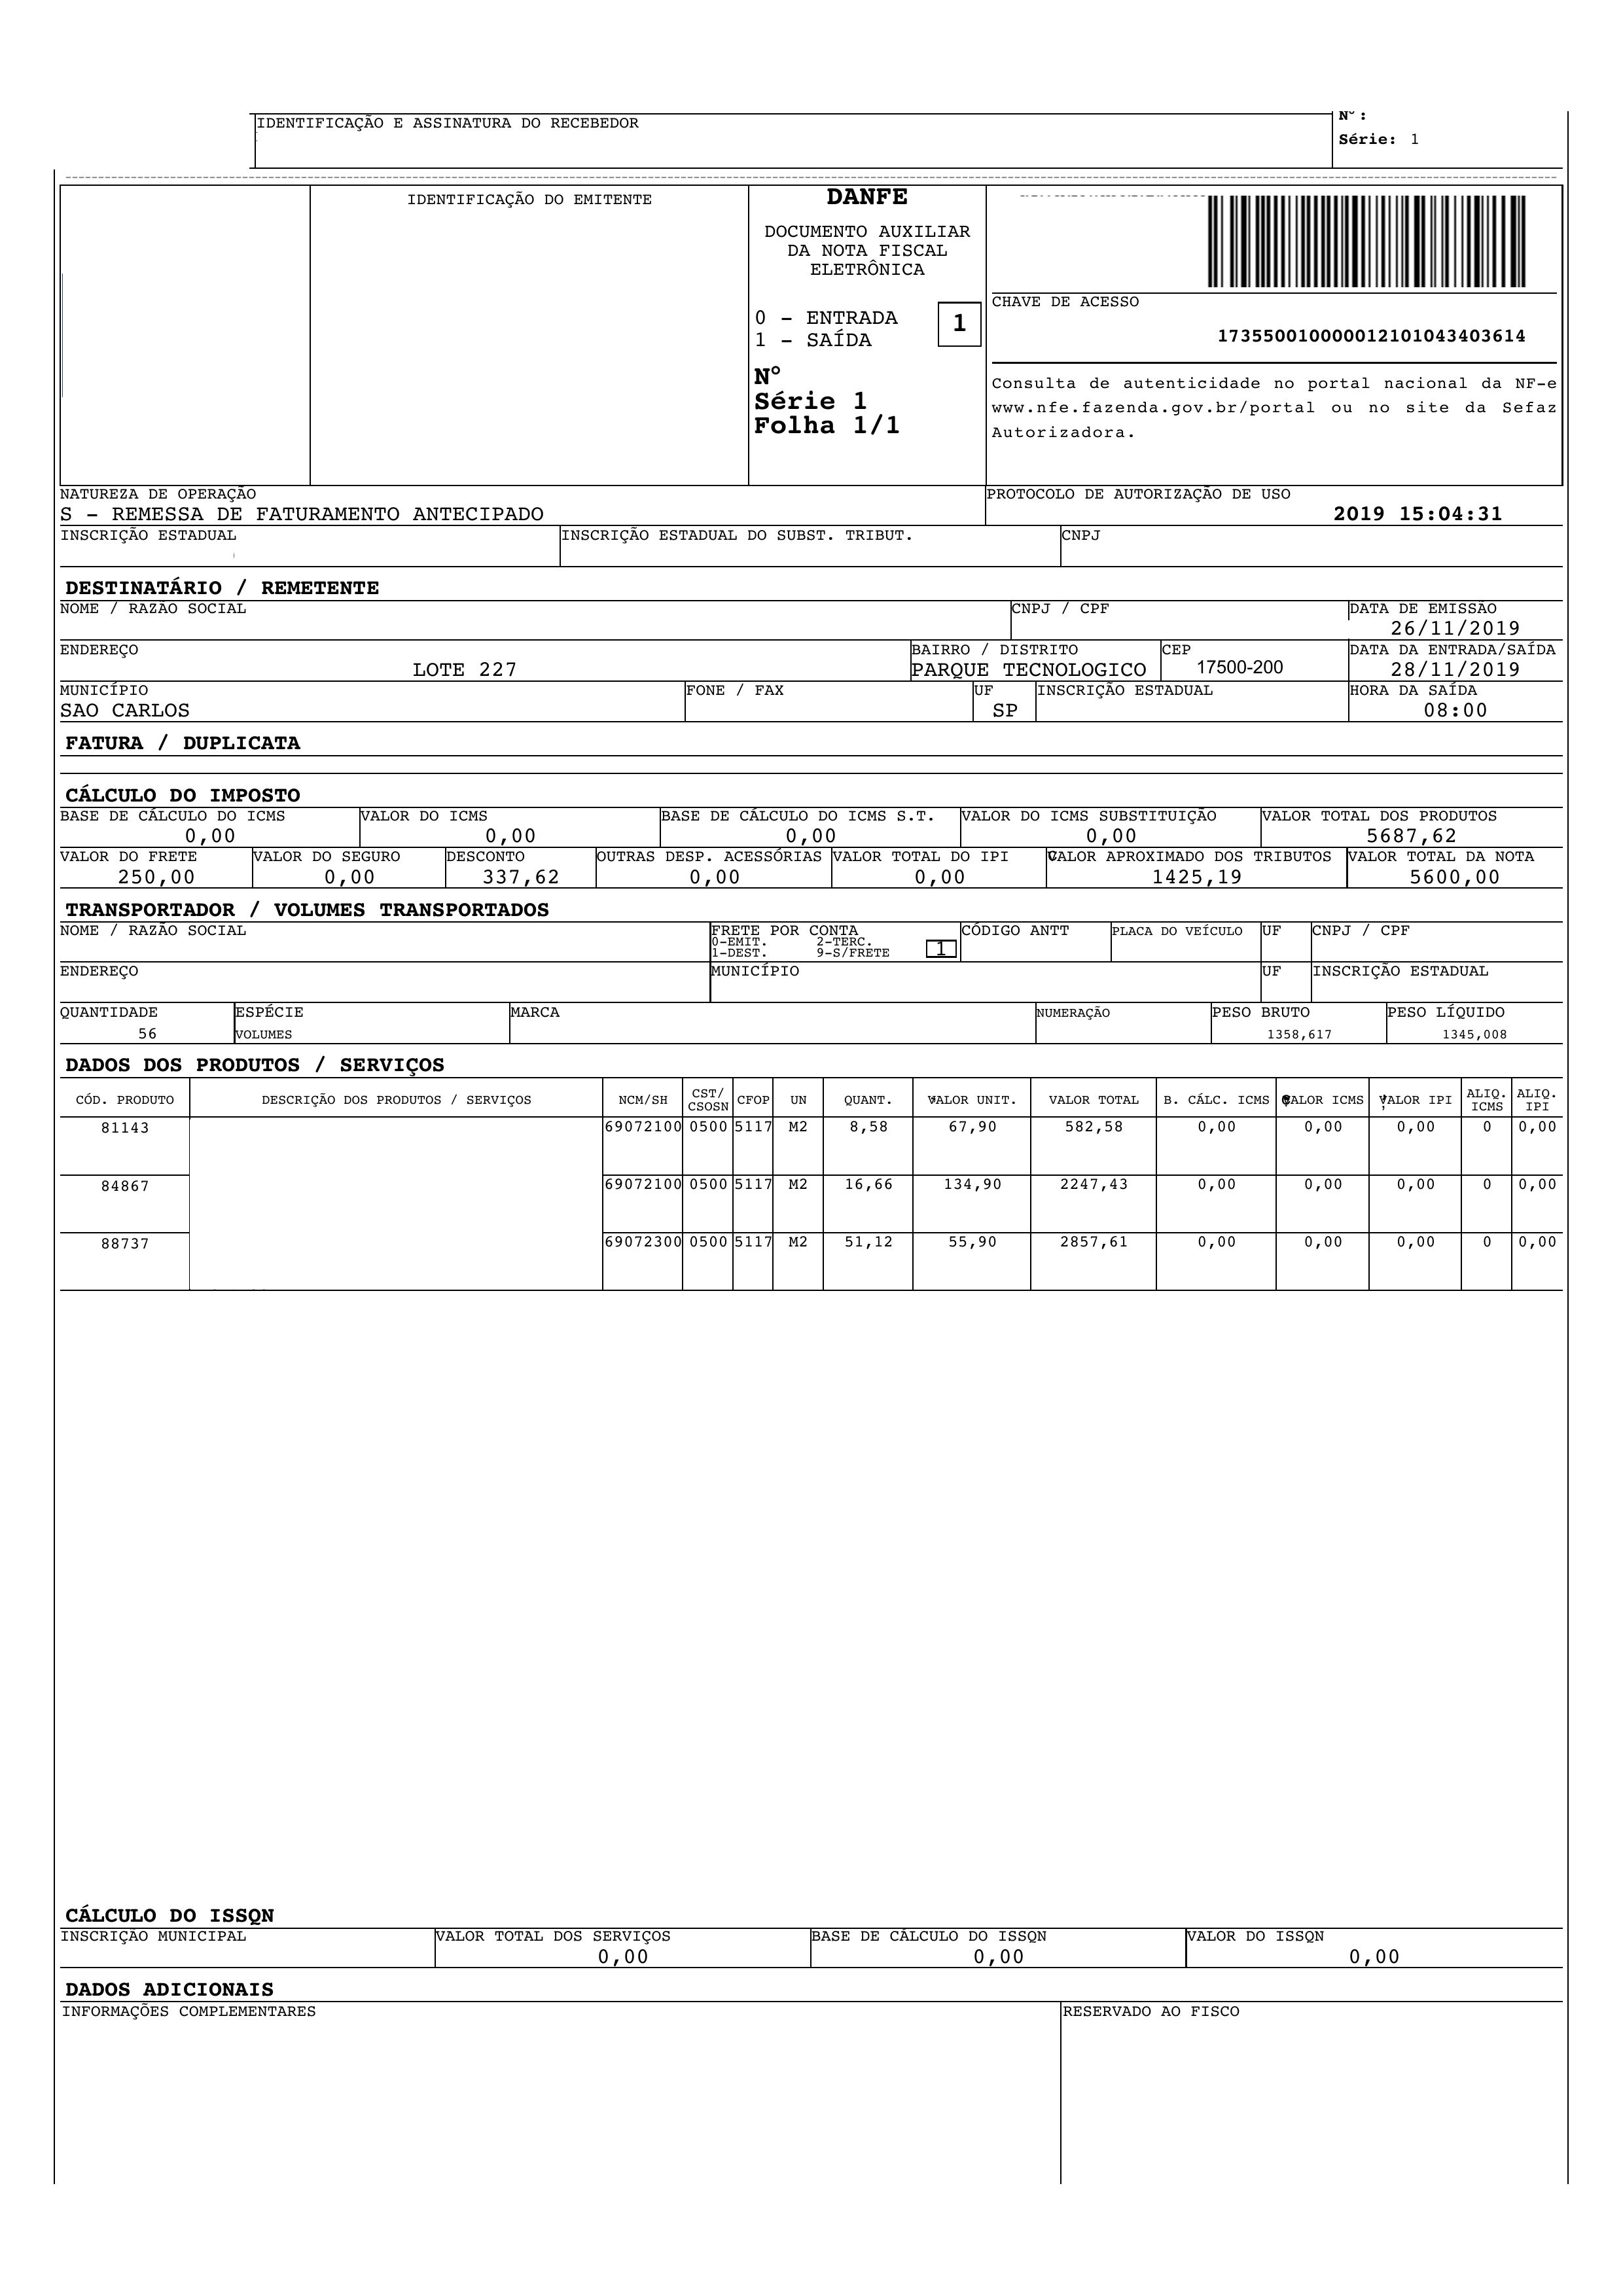 IDENTIFICAÇÃO E ASSINATURA DO RECEBEDOR
Nº:
Série: 1
IDENTIFICAÇÃO DO EMITENTE
DANFE
DOCUMENTO AUXILIAR
DA NOTA FISCAL
ELETRÔNICA
0 - ENTRADA
1 - SAÍDA
1
Nº
Série 1
Folha 1/1
CHAVE DE ACESSO
1735500100000121010434036​14
Consulta de autenticidade no portal nacional da NF-e
www.nfe.fazenda.gov.br/portal ou no site da Sefaz
Autorizadora.
NATUREZA DE OPERAÇÃO
S - REMESSA DE FATURAMENTO ANTECIPADO
PROTOCOLO DE AUTORIZAÇÃO DE USO
2019 15:04:31
INSCRIÇÃO ESTADUAL
INSCRIÇÃO ESTADUAL DO SUBST. TRIBUT.
CNPJ
DESTINATÁRIO / REMETENTE
NOME / RAZÃO SOCIAL
CNPJ / CPF
DATA DE EMISSÃO
26/11/2019
ENDEREÇO
LOTE 227
BAIRRO / DISTRITO
PARQUE TECNOLOGICO
CEP
17500-200
DATA DA ENTRADA/SAÍDA
28/11/2019
MUNICÍPIO
SAO CARLOS
FONE / FAX
UF
SP
INSCRIÇÃO ESTADUAL
HORA DA SAÍDA
08:00
FATURA / DUPLICATA
CÁLCULO DO IMPOSTO
BASE DE CÁLCULO DO ICMS
0,00
VALOR DO ICMS
0,00
BASE DE CÁLCULO DO ICMS S.T.
0,00
VALOR DO ICMS SUBSTITUIÇÃO
0,00
VALOR TOTAL DOS PRODUTOS
5687,62
VALOR DO FRETE
250,00
VALOR DO SEGURO
0,00
DESCONTO
337,62
OUTRAS DESP. ACESSÓRIAS
0,00
VALOR TOTAL DO IPI
0,00
VALOR APROXIMADO DOS TRIBUTOS
1425,19
VALOR TOTAL DA NOTA
5600,00
TRANSPORTADOR / VOLUMES TRANSPORTADOS
NOME / RAZÃO SOCIAL
FRETE POR CONTA
0-EMIT. 2-TERC.
1-DEST. 9-S/FRETE
1
CÓDIGO ANTT
PLACA DO VEÍCULO
UF
CNPJ / CPF
ENDEREÇO
MUNICÍPIO
UF
INSCRIÇÃO ESTADUAL
QUANTIDADE
56
ESPÉCIE
VOLUMES
MARCA
NUMERAÇÃO
PESO BRUTO
1358,617
PESO LÍQUIDO
1345,008
DADOS DOS PRODUTOS / SERVIÇOS
CÓD. PRODUTO DESCRIÇÃO DOS PRODUTOS / SERVIÇOS NCM/SH CST/ CSOSN CFOP UN QUANT. VALOR UNIT. VALOR TOTAL B. CÁLC. ICMS VALOR ICMS VALOR IPI ALIQ. ICMS ALIQ. IPI
81143 69072100 0500 5117 M2 8,58 67,90 582,58 0,00 0,00 0,00 0 0,00
84867 69072100 0500 5117 M2 16,66 134,90 2247,43 0,00 0,00 0,00 0 0,00
88737 69072300 0500 5117 M2 51,12 55,90 2857,61 0,00 0,00 0,00 0 0,00
CÁLCULO DO ISSQN
INSCRIÇÃO MUNICIPAL
VALOR TOTAL DOS SERVIÇOS
0,00
BASE DE CÁLCULO DO ISSQN
0,00
VALOR DO ISSQN
0,00
DADOS ADICIONAIS
INFORMAÇÕES COMPLEMENTARES
RESERVADO AO FISCO